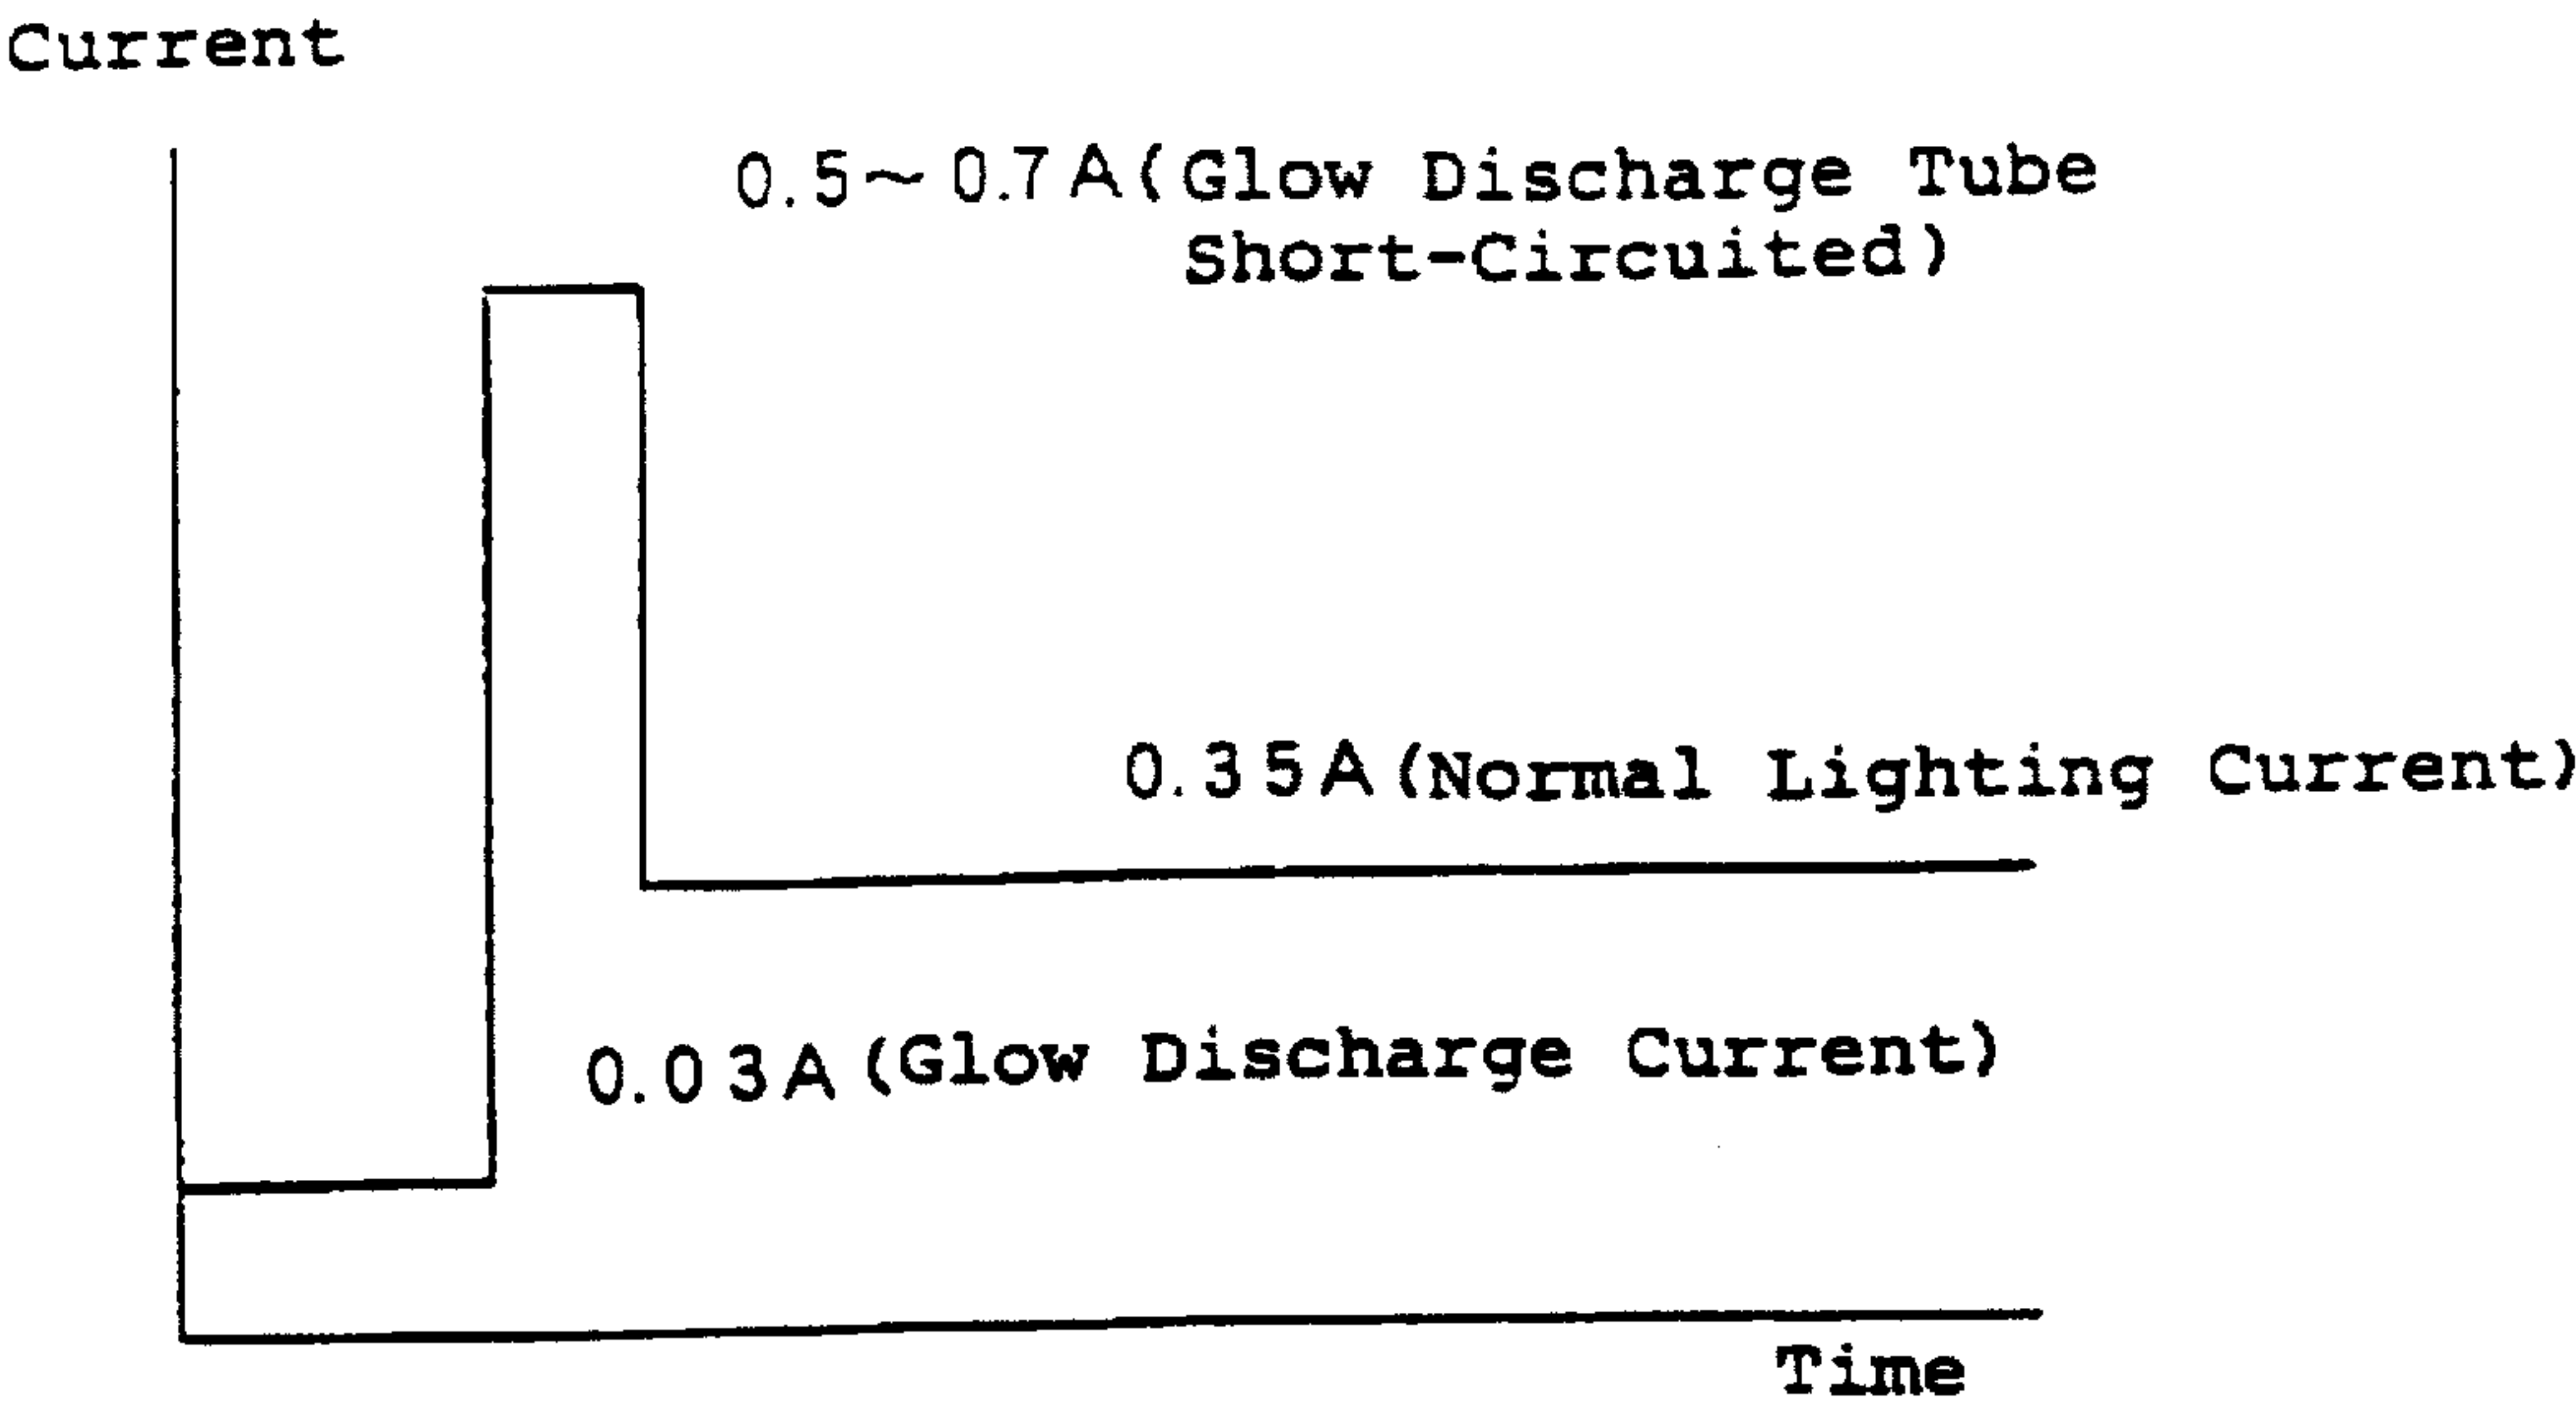 Current
0.5~0.7A(Glow Discharge Tube
Short-Circuited)
0.35A(Normal Lighting Current)
0.03A(Glow Discharge Current)
Time